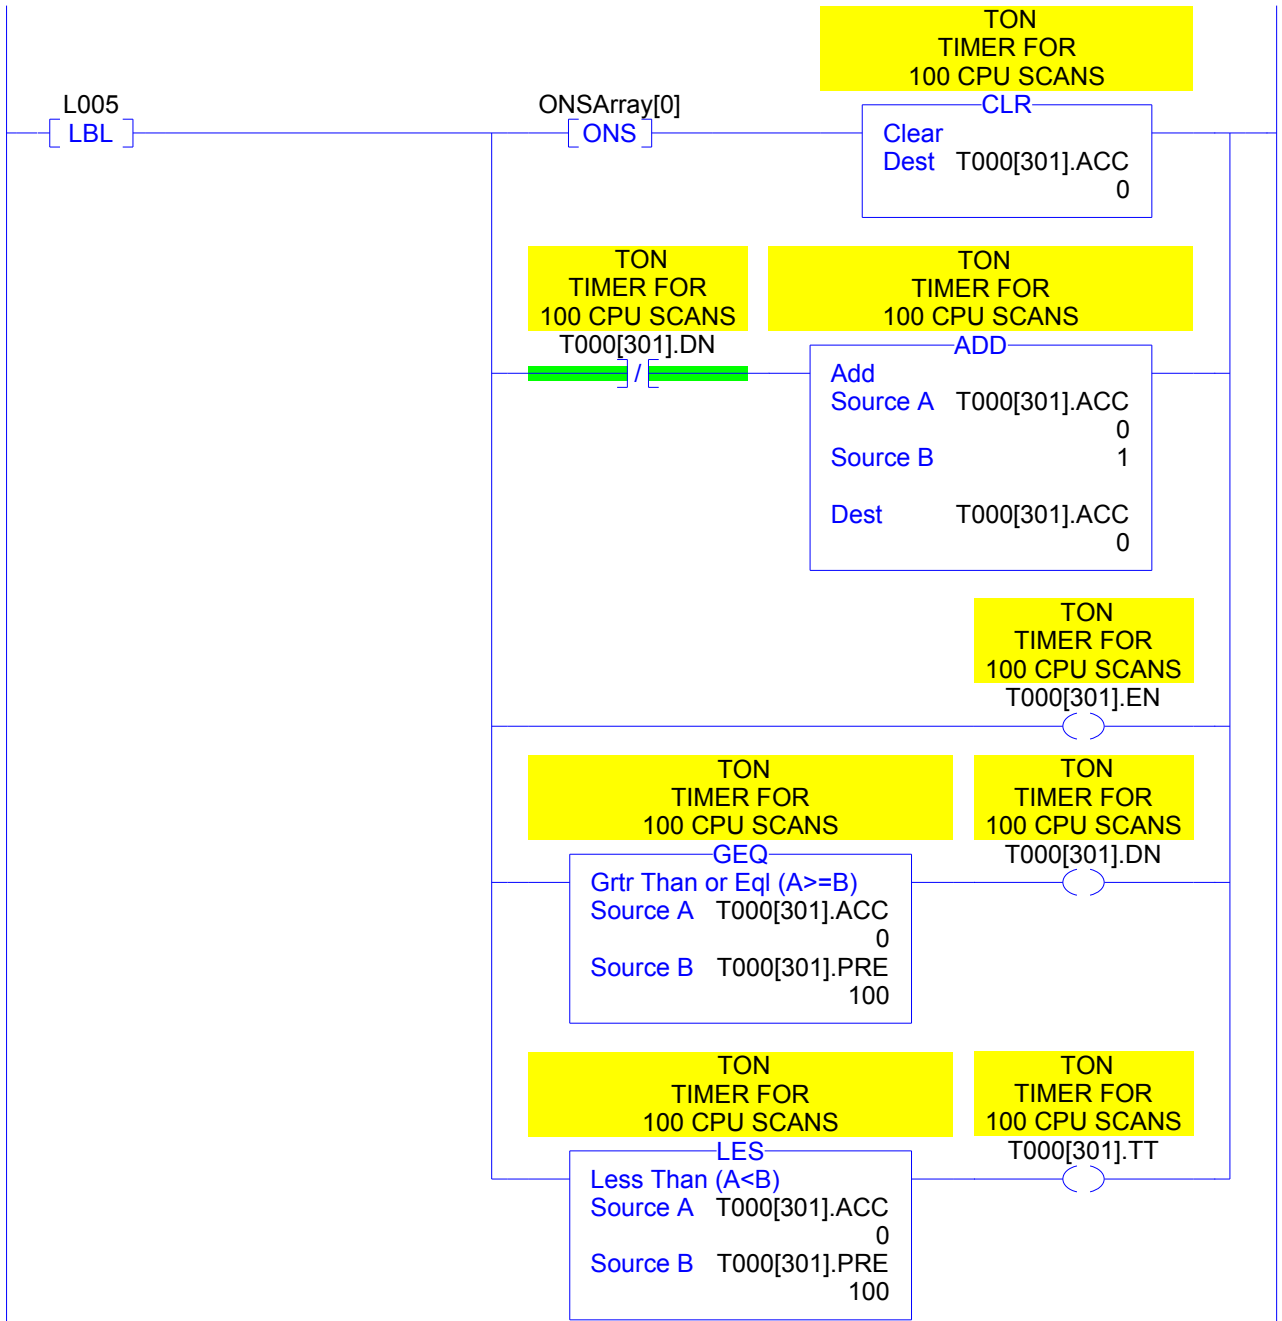 TON
TIMER FOR
100 CPU SCANS
L005
LBL
ONSArray[0]
ONS
CLR
Clear
Dest T000[301].ACC
0
TON
TIMER FOR
100 CPU SCANS
T000[301].DN
/
TON
TIMER FOR
100 CPU SCANS
ADD
Add
Source A T000[301].ACC
0
Source B 1
Dest T000[301].ACC
0
TON
TIMER FOR
100 CPU SCANS
T000[301].EN
TON
TIMER FOR
100 CPU SCANS
GEQ
Grtr Than or Eql (A>=B)
Source A T000[301].ACC
0
Source B T000[301].PRE
100
TON
TIMER FOR
100 CPU SCANS
T000[301].DN
TON
TIMER FOR
100 CPU SCANS
LES
Less Than (A<B)
Source A T000[301].ACC
0
Source B T000[301].PRE
100
TON
TIMER FOR
100 CPU SCANS
T000[301].TT